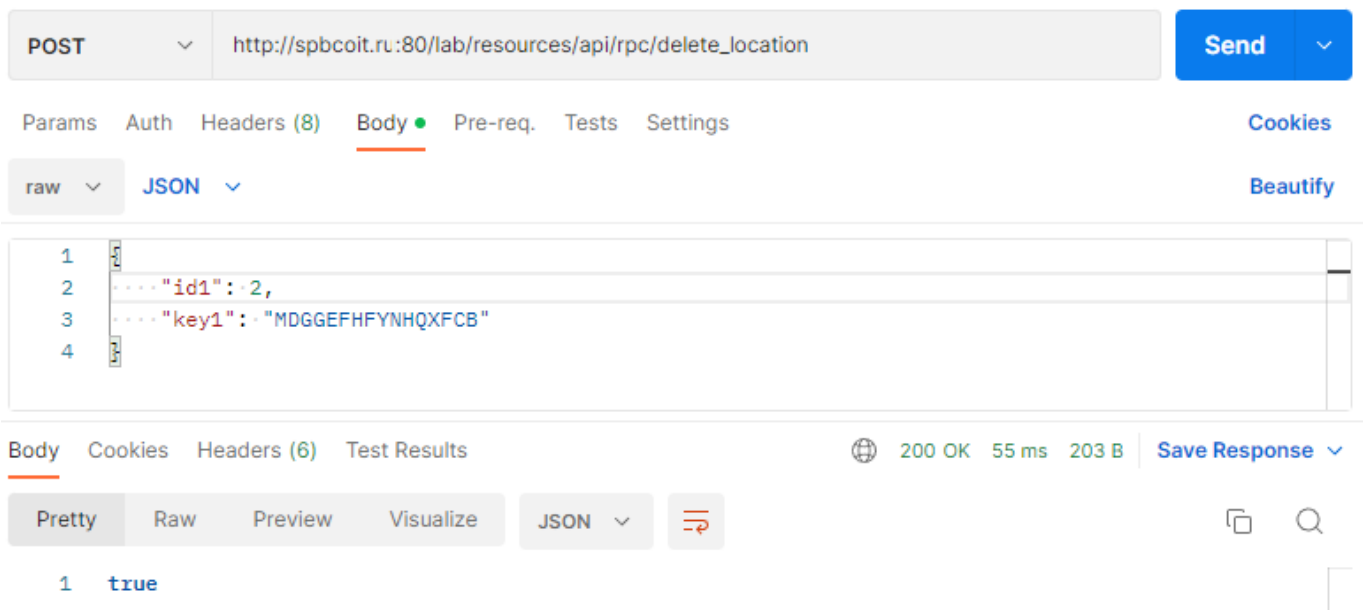 POST http://spbcoit.ru:80/lab/resources/api/rpc/delete_location Send
Params Auth Headers (8) Body Pre-req. Tests Settings Cookies
raw JSON Beautify
1 {
2 "id1": 2,
3 "key1": "MDGGEFHFYNHQXFCB"
4 }
Body Cookies Headers (6) Test Results 200 OK 55 ms 203 B Save Response
Pretty Raw Preview Visualize JSON
1 true